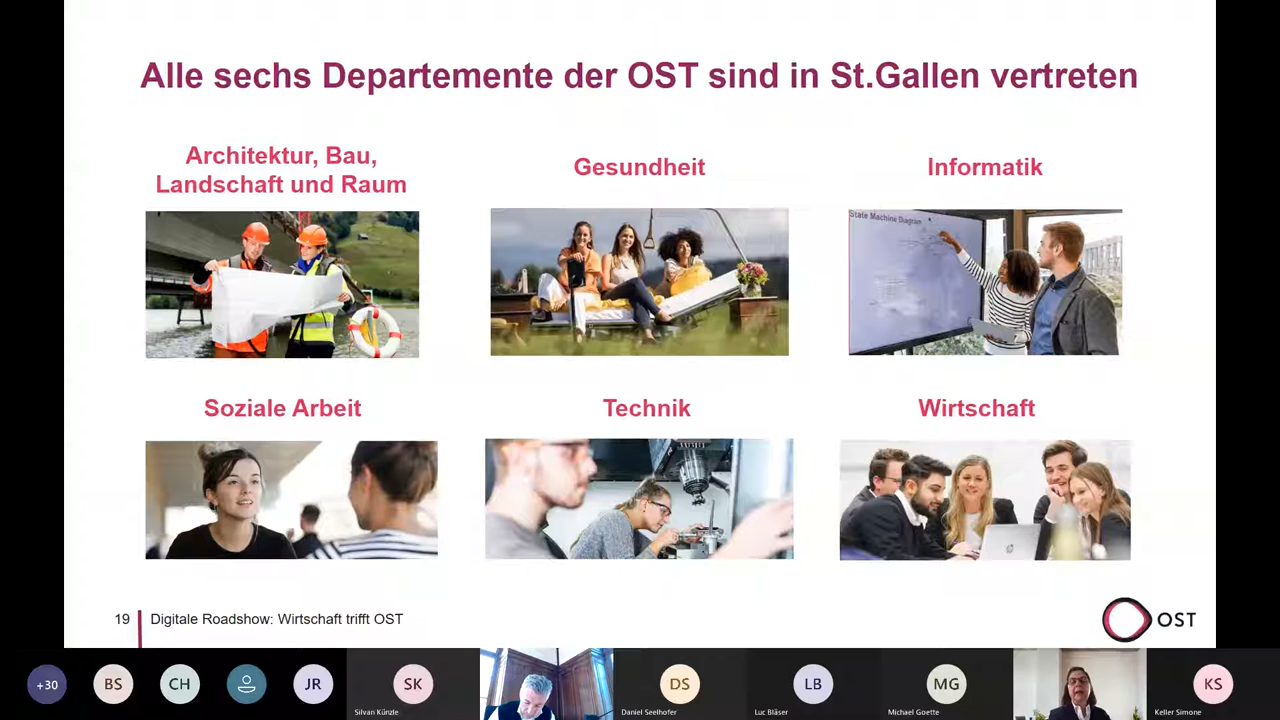 Alle sechs Departemente der OST sind in St.Gallen vertreten
Architektur, Bau,
Landschaft und Raum
Gesundheit
Informatik
State Machine Diagram
Soziale Arbeit
Technik
Wirtschaft
19
Digitale Roadshow: Wirtschaft trifft OST
OST
+30
BS
CH
JR
SK
Silvan Künzle
DS
Daniel Seelhofer
LB
Luc Bläser
MG
Michael Goette
KS
Keller Simone